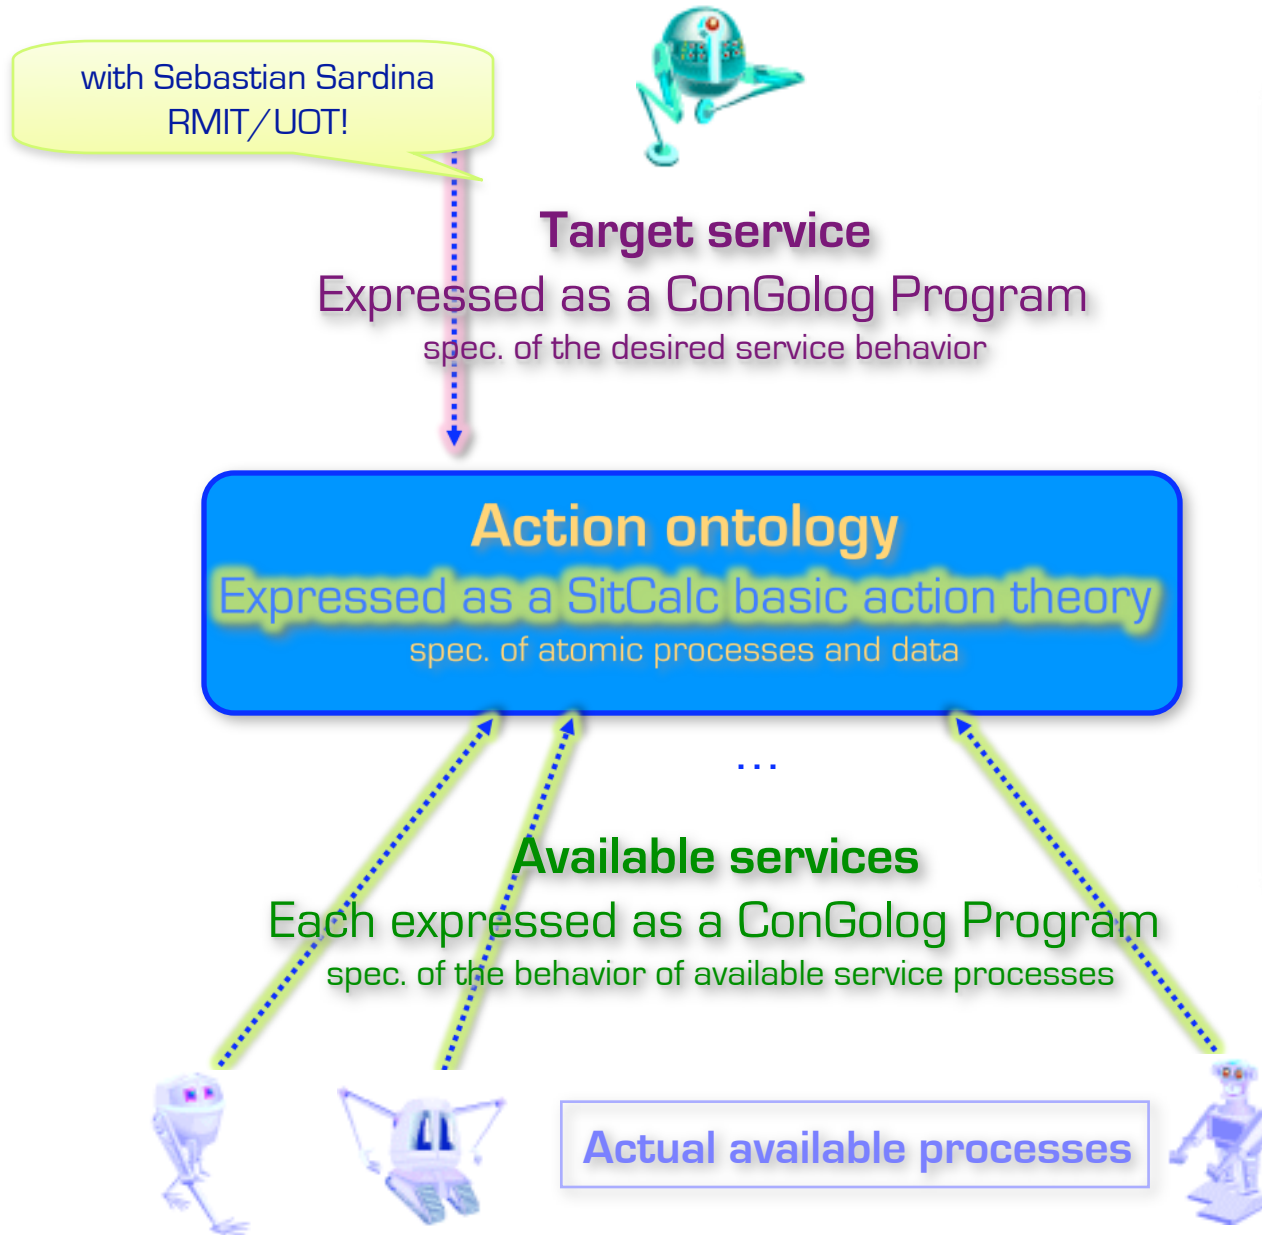 with Sebastian Sardina
RMIT/UOT!
Target service
Expressed as a ConGolog Program
spec. of the desired service behavior
Action ontology
Expressed as a SitCalc basic action theory
spec. of atomic processes and data
...
Available services
Each expressed as a ConGolog Program
spec. of the behavior of available service processes
Actual available processes